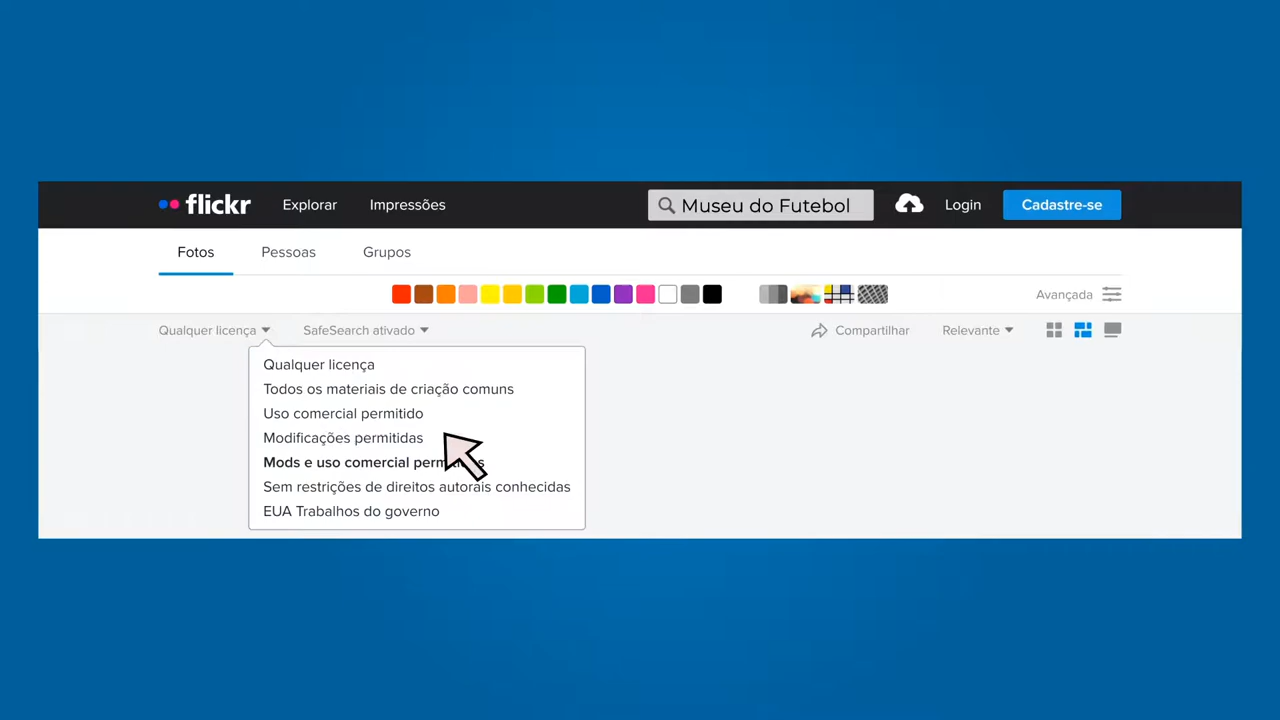 flickr Explorar Impressões Museu do Futebol Login Cadastre-se
Fotos Pessoas Grupos
Avançada
Qualquer licença SafeSearch ativado Compartilhar Relevante
Qualquer licença
Todos os materiais de criação comuns
Uso comercial permitido
Modificações permitidas
Mods e uso comercial
Sem restrições de direitos autorais conhecidas
EUA Trabalhos do governo